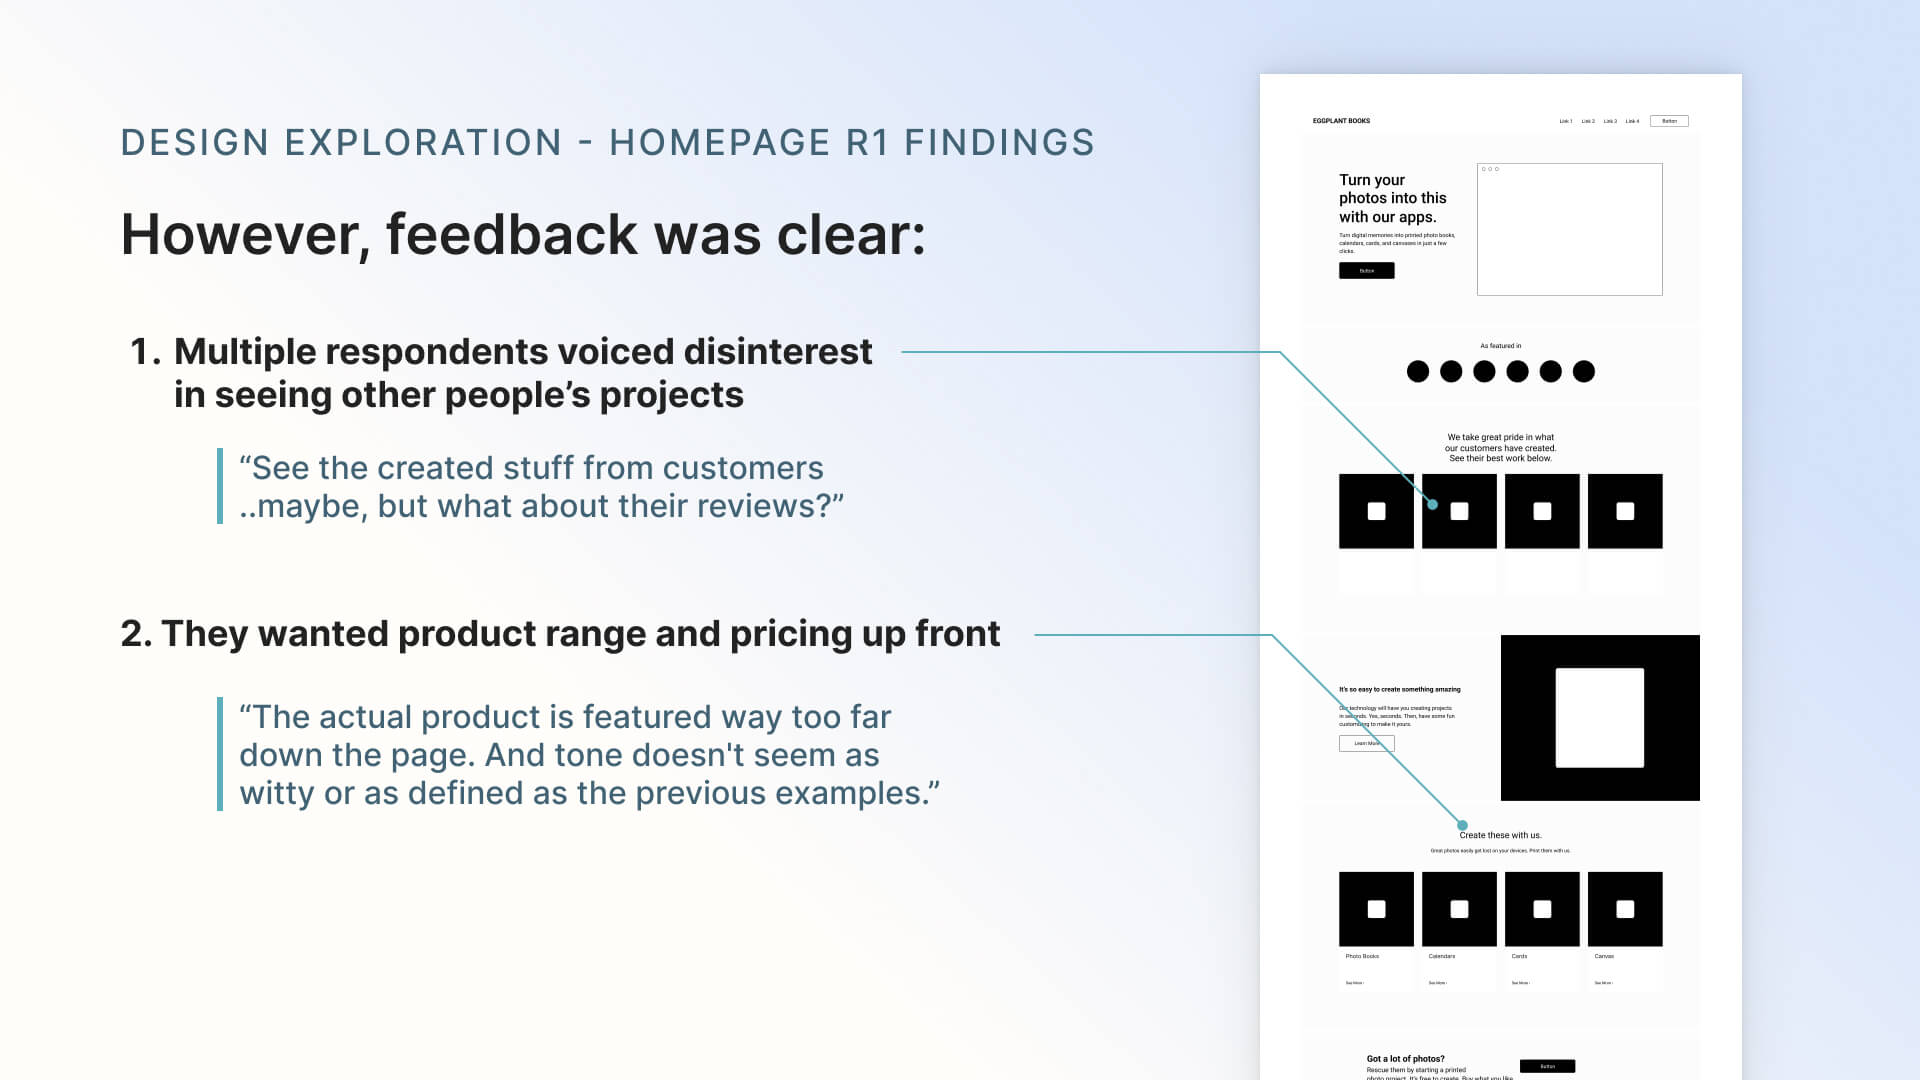 DESIGN EXPLORATION - HOMEPAGE R1 FINDINGS
However, feedback was clear:
1. Multiple respondents voiced disinterest
in seeing other people’s projects
“See the created stuff from customers
..maybe, but what about their reviews?”
2. They wanted product range and pricing up front
“The actual product is featured way too far
down the page. And tone doesn't seem as
witty or as defined as the previous examples.”
EGGPLANT BOOKS
Link 1 Link 2 Link 3 Link 4 Button
Turn your
photos into this
with our apps.
Turn digital memories into printed photo books,
calendars, cards, and canvases in just a few
clicks.
Button
As featured in
We take great pride in what
our customers have created.
See their best work below.
It's so easy to create something amazing
Our technology will have you creating projects
in seconds. Yes, seconds. Then, have some fun
customizing to make it yours.
Learn More
Create these with us.
Great photos easily get lost on your devices. Print them with us.
Photo Books Calendars Cards Canvas
See More › See More › See More › See More ›
Got a lot of photos?
Rescue them by starting a printed
photo project. It's free to create. Buy what you like
Button